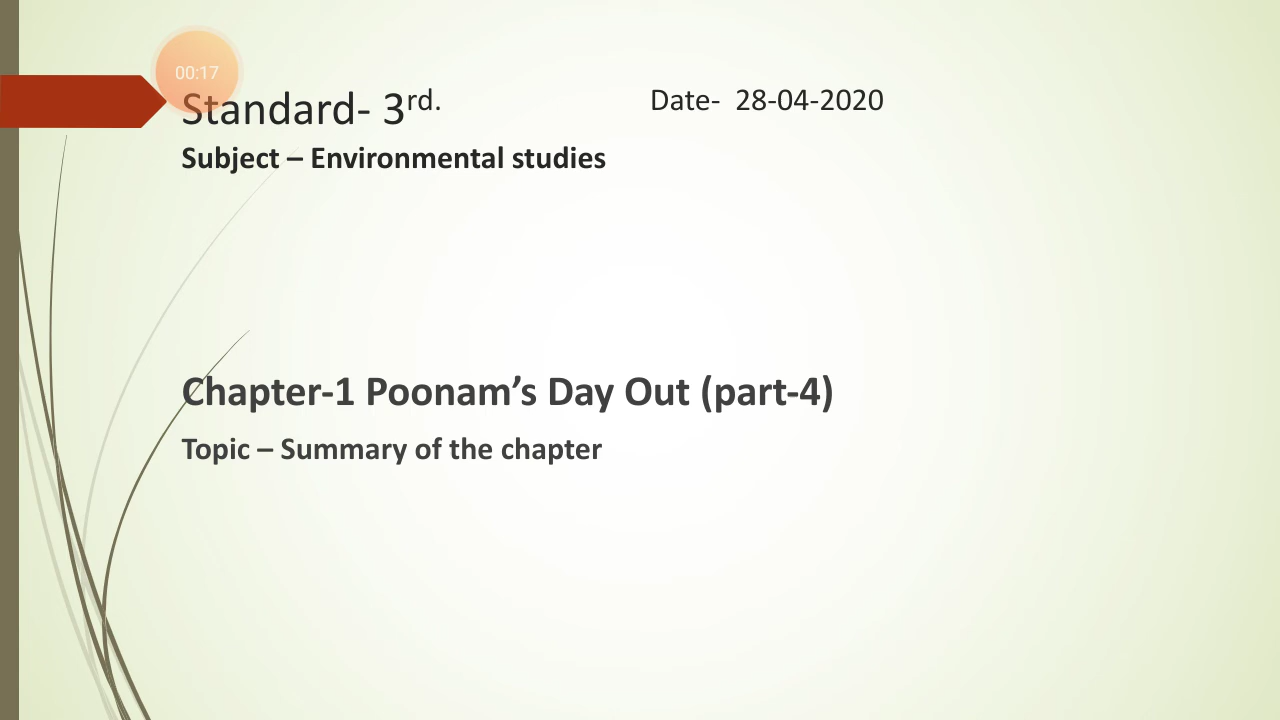 00:17
Standard- 3rd. Date- 28-04-2020
Subject – Environmental studies
Chapter-1 Poonam’s Day Out (part-4)
Topic – Summary of the chapter